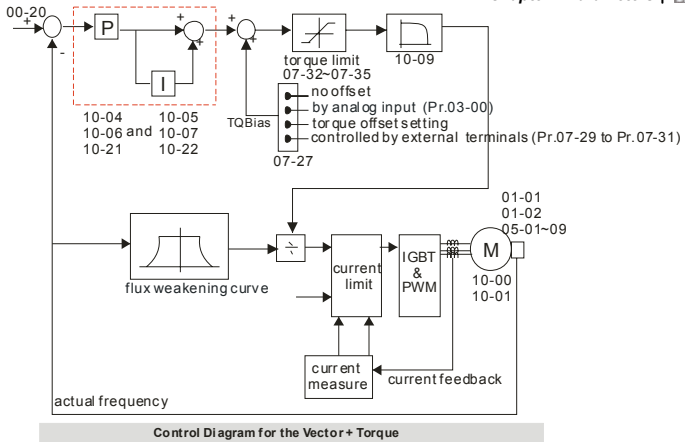 00-20
+
-
P
I
+
+
+
+
10-04 10-05
10-06 and 10-07
10-21 10-22
TQBias
torque limit
07-32~07-35
10-09
no offset
by analog input (Pr.03-00)
torque offset setting
controlled by external terminals (Pr.07-29 to Pr.07-31)
07-27
01-01
01-02
05-01~09
flux weakening curve
÷
current
limit
IGBT
&
PWM
M
10-00
10-01
current
measure
current feedback
actual frequency
Control Diagram for the Vector + Torque